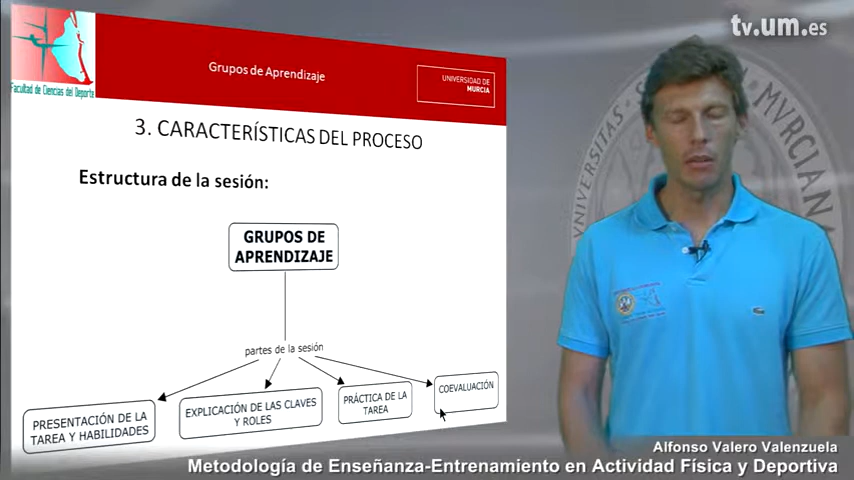 tv.um.es
Facultad de Ciencias del Deporte
Grupos de Aprendizaje
UNIVERSIDAD DE
MURCIA
3. CARACTERÍSTICAS DEL PROCESO
Estructura de la sesión:
GRUPOS DE
APRENDIZAJE
partes de la sesión
PRESENTACIÓN DE LA
TAREA Y HABILIDADES
EXPLICACIÓN DE LAS CLAVES
Y ROLES
PRÁCTICA DE LA
TAREA
COEVALUACIÓN
VNIVERSITAS
MVRCIANA
Alfonso Valero Valenzuela
Metodología de Enseñanza-Entrenamiento en Actividad Física y Deportiva